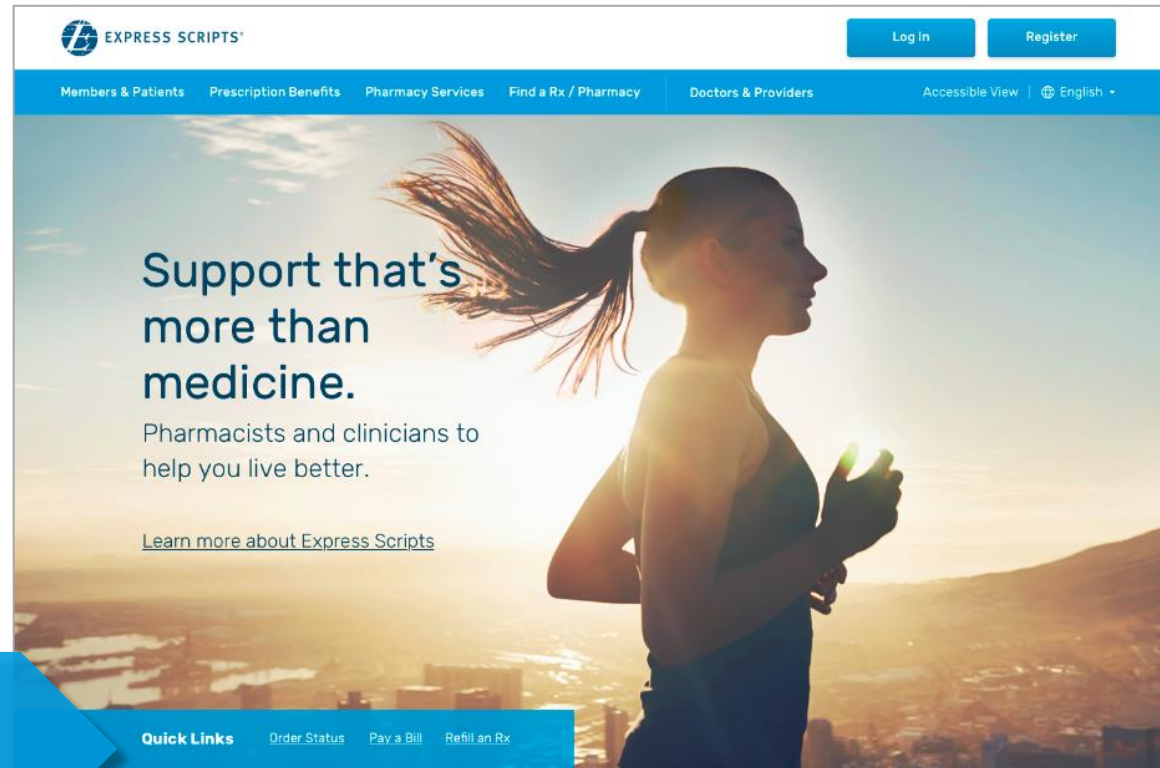 EXPRESS SCRIPTS®
Log In
Register
Members & Patients
Prescription Benefits
Pharmacy Services
Find a Rx / Pharmacy
Doctors & Providers
Accessible View
English
Support that's
more than
medicine.
Pharmacists and clinicians to
help you live better.
Learn more about Express Scripts
Quick Links
Order Status
Pay a Bill
Refill an Rx